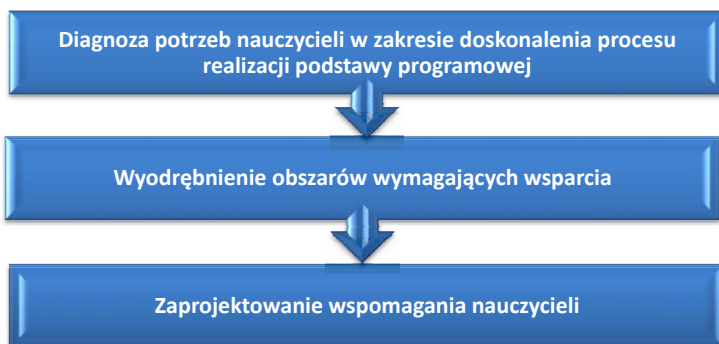 Diagnoza potrzeb nauczycieli w zakresie doskonalenia procesu
realizacji podstawy programowej
Wyodrębnienie obszarów wymagających wsparcia
Zaprojektowanie wspomagania nauczycieli